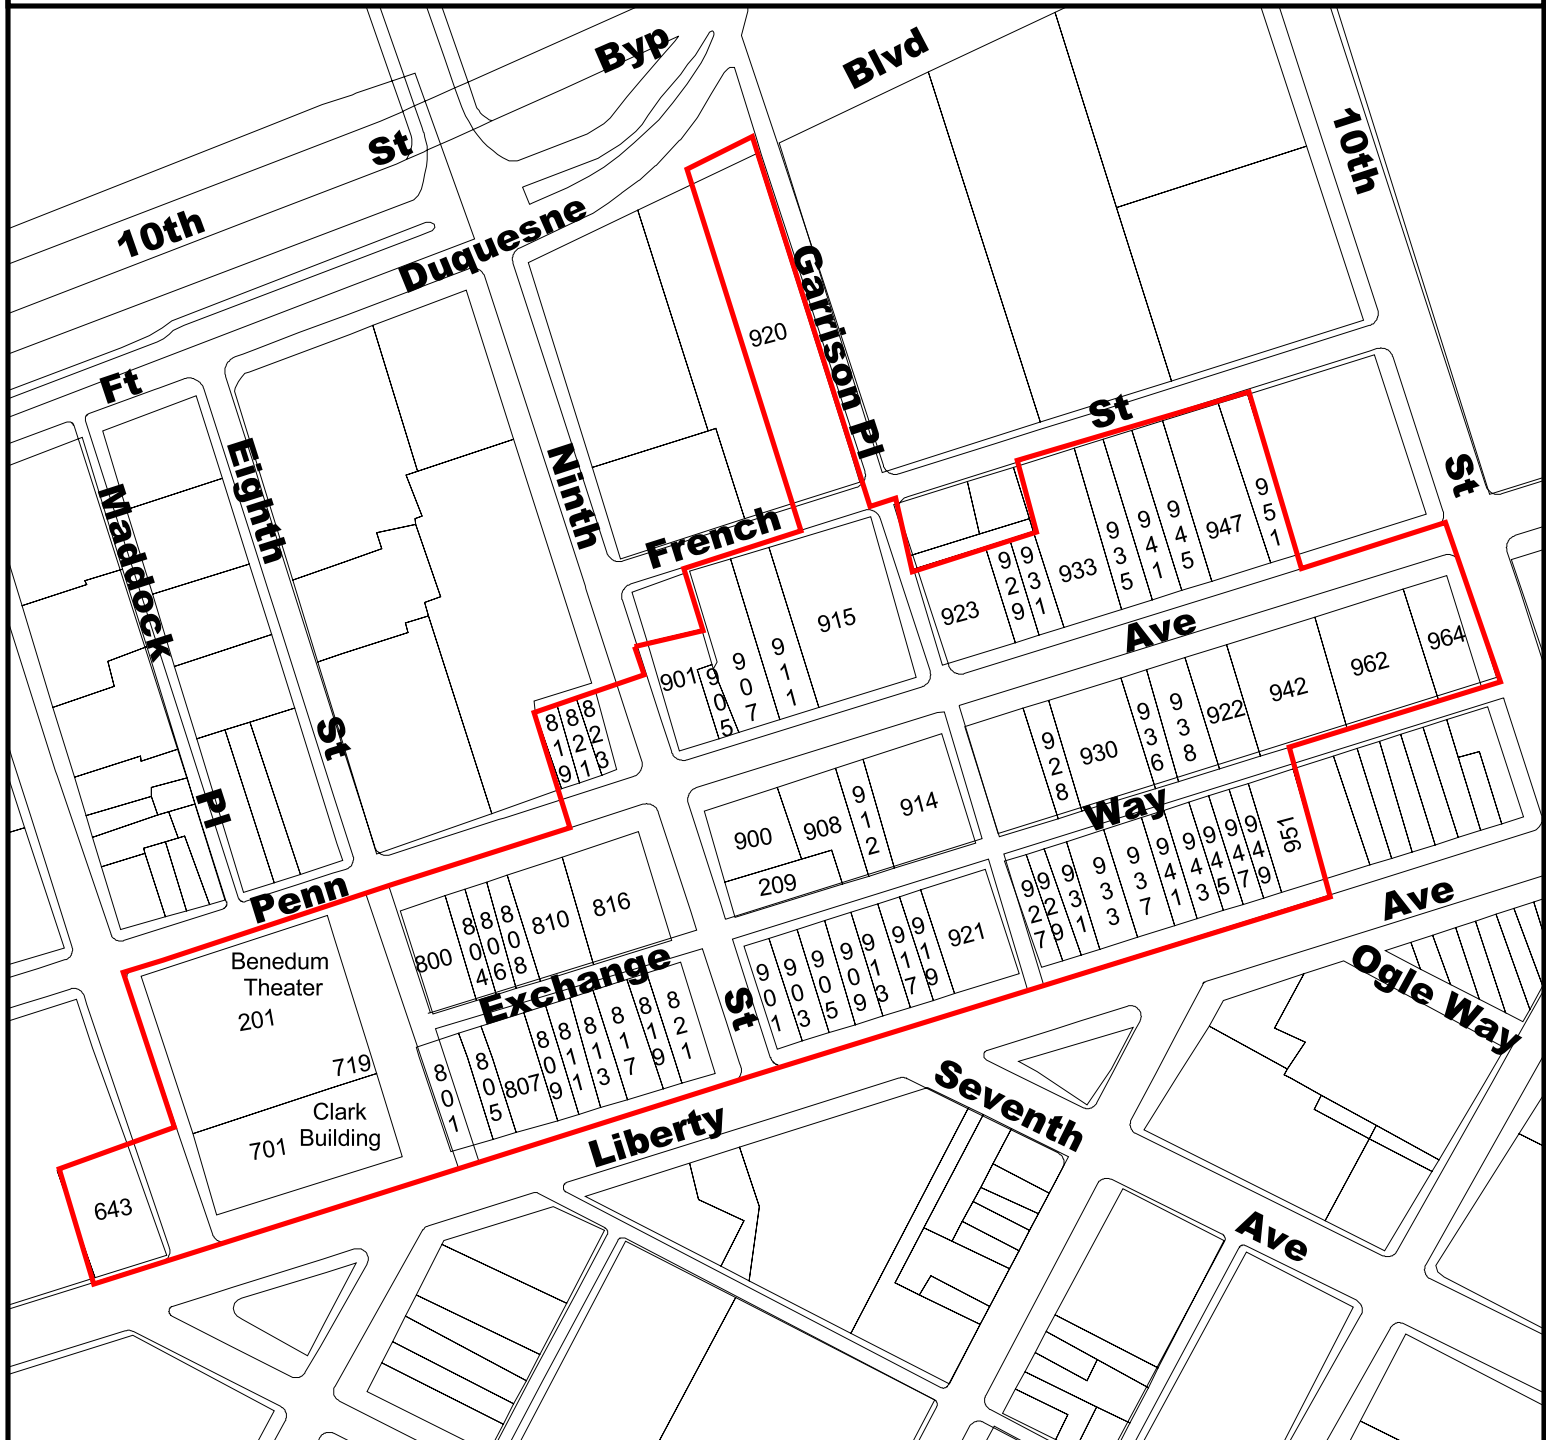 Byp
Blvd
St
10th
10th
Duquesne
Ft
Garrison Pl
920
St
Eighth
Ninth
St
Maddock
French
951
947
945
941
935
933
931
929
923
915
911
907
905
901
Ave
964
962
942
922
938
936
930
928
St
819
821
823
Pl
Way
914
912
908
900
209
951
949
947
945
943
941
937
933
931
929
927
Penn
816
810
808
806
804
800
Ave
921
919
917
913
909
905
903
901
Benedum
Theater
201
Exchange
St
Ogle Way
719
821
819
817
813
811
809
807
805
801
Clark
Building
701
Seventh
Liberty
643
Ave